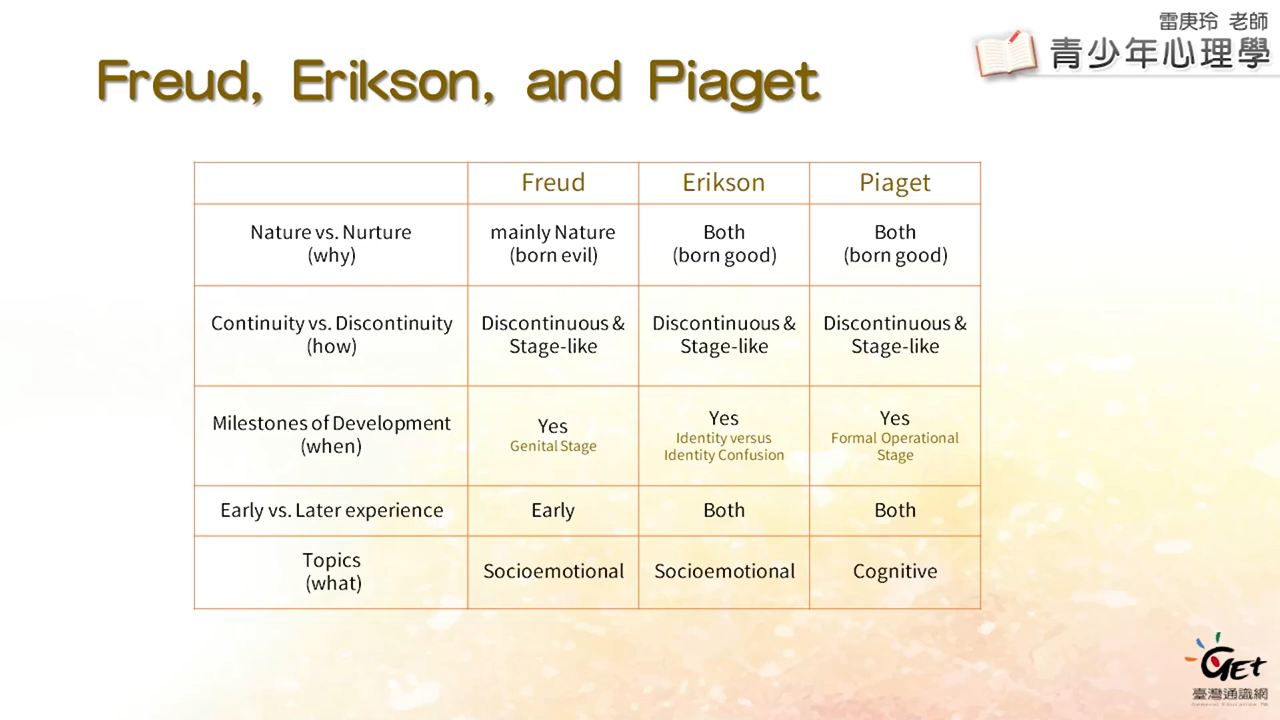 雷庚玲 老師
青少年心理學
Freud, Erikson, and Piaget
Freud
Erikson
Piaget
Nature vs. Nurture
(why)
mainly Nature
(born evil)
Both
(born good)
Both
(born good)
Continuity vs. Discontinuity
(how)
Discontinuous &
Stage-like
Discontinuous &
Stage-like
Discontinuous &
Stage-like
Milestones of Development
(when)
Yes
Genital Stage
Yes
Identity versus
Identity Confusion
Yes
Formal Operational
Stage
Early vs. Later experience
Early
Both
Both
Topics
(what)
Socioemotional
Socioemotional
Cognitive
GET
臺灣通識網